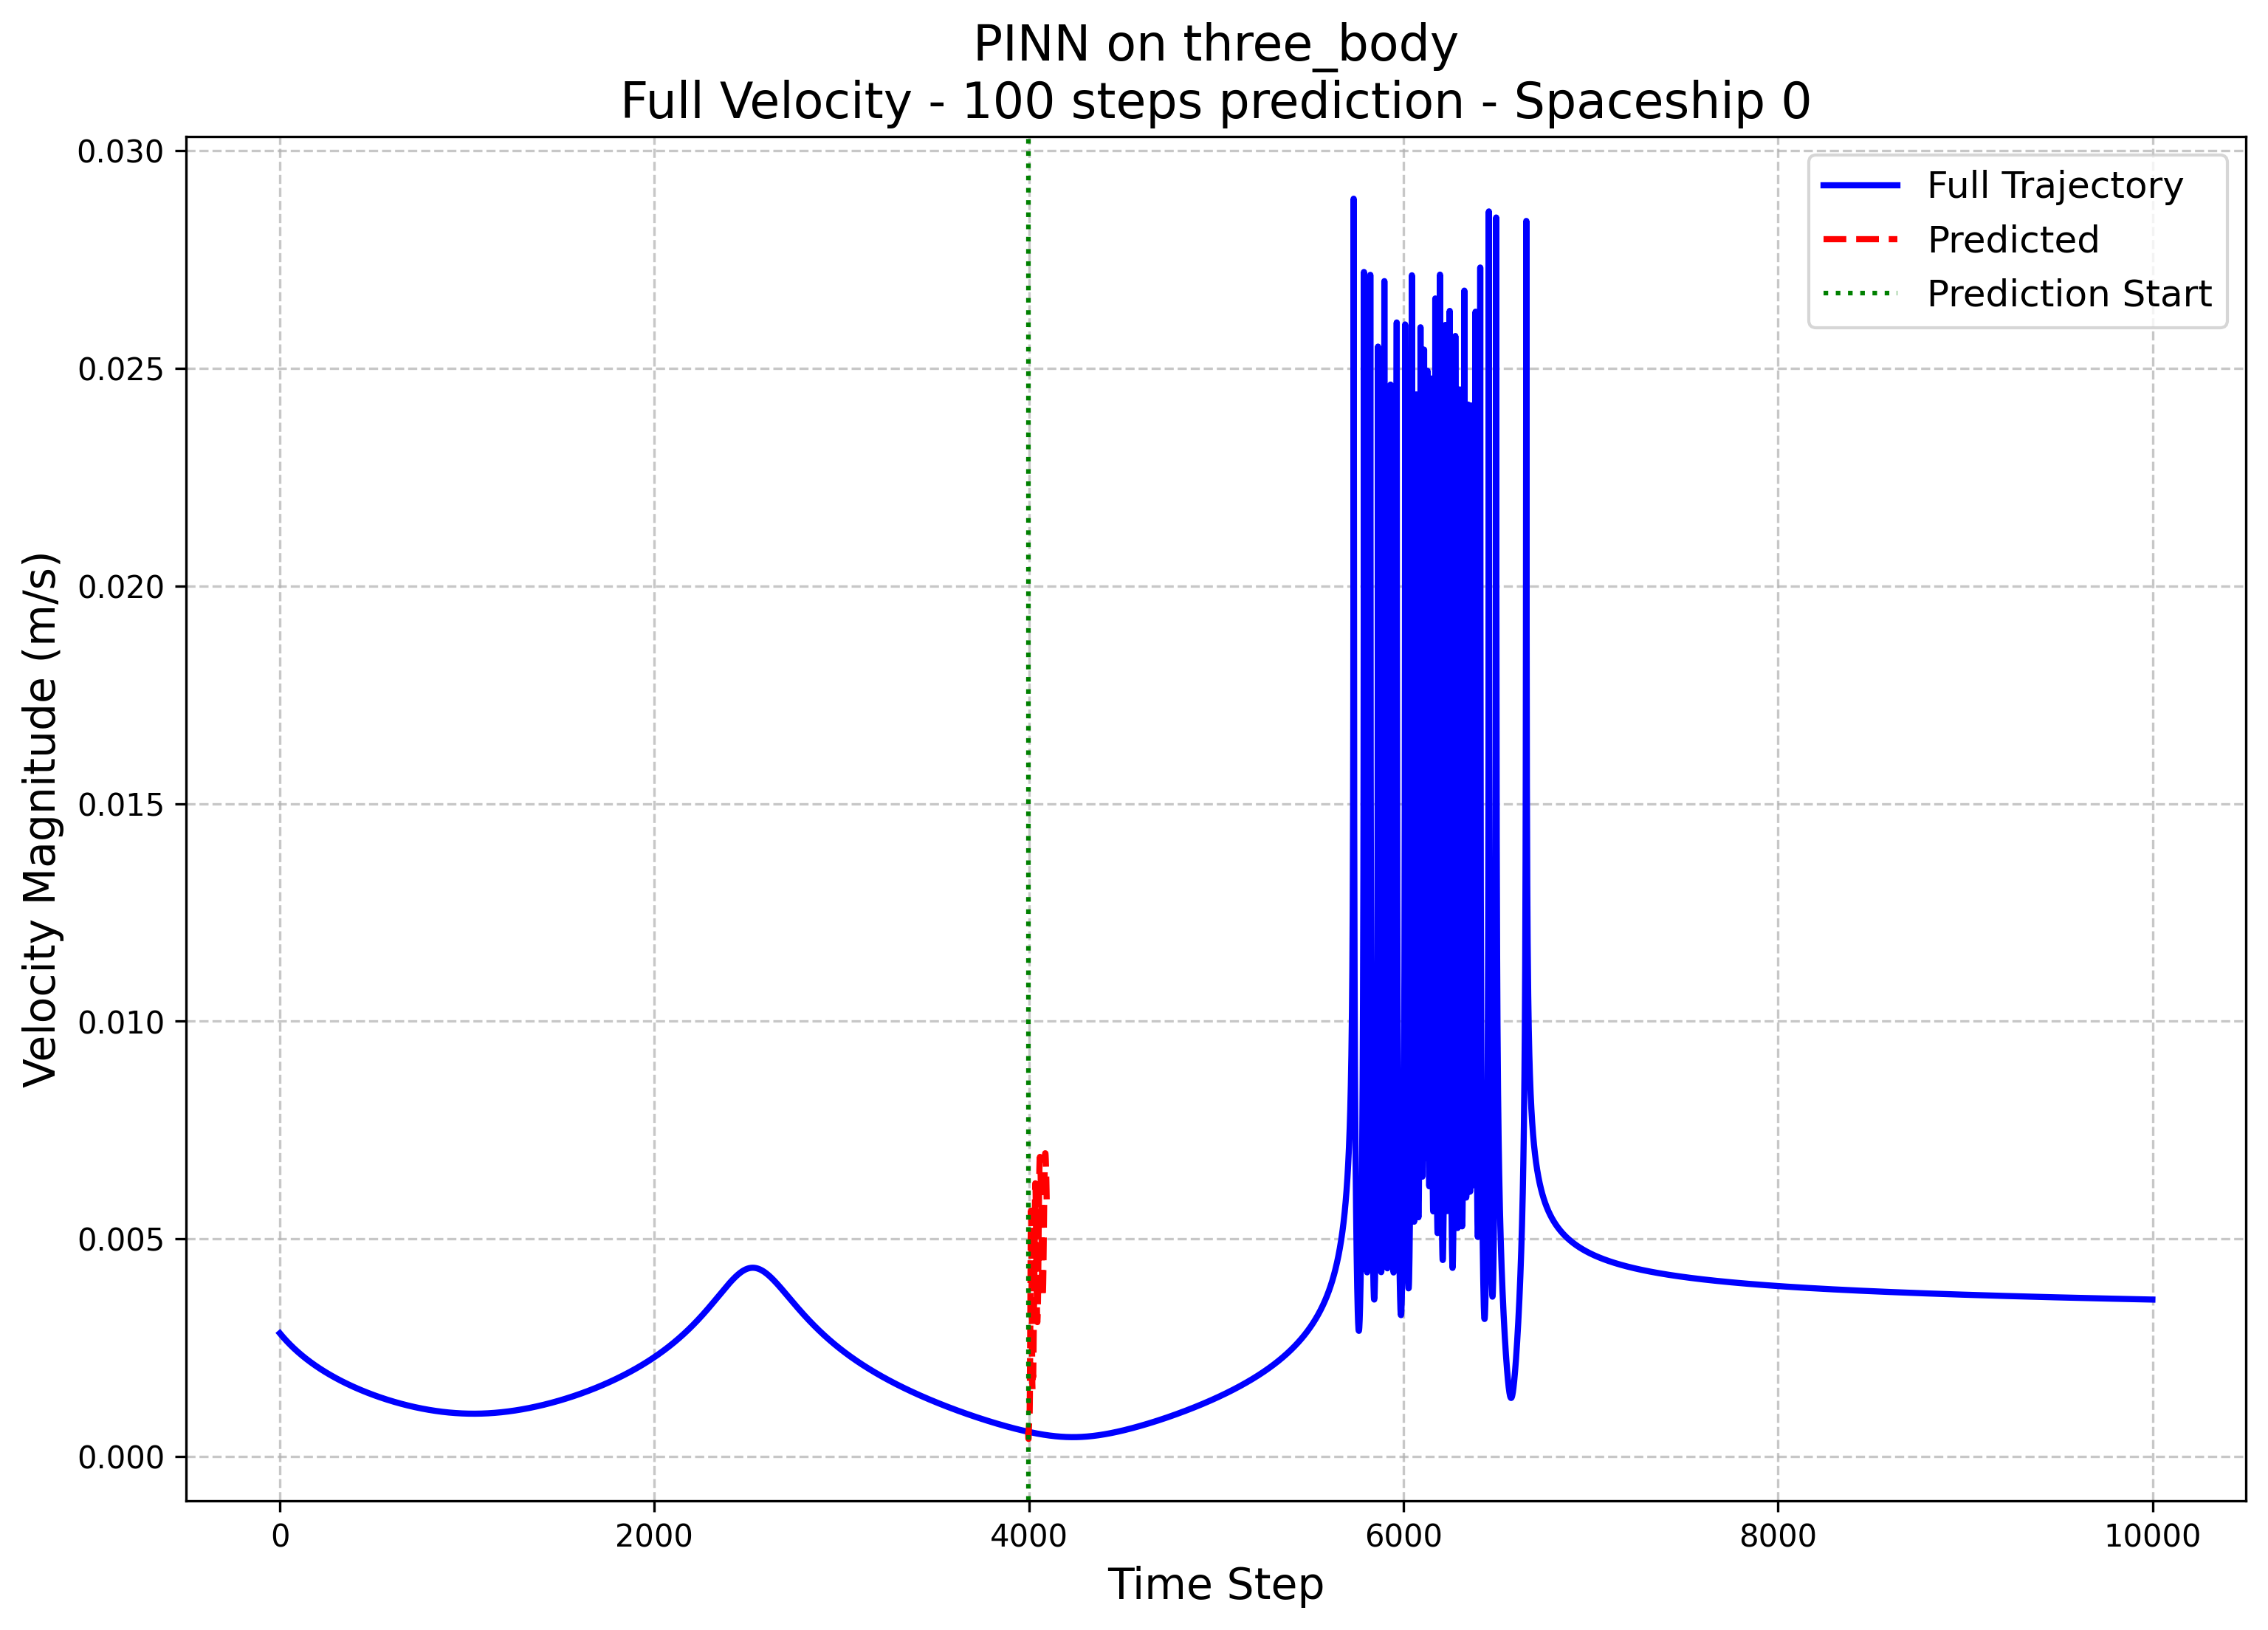 PINN on three_body
Full Velocity - 100 steps prediction - Spaceship 0
Velocity Magnitude (m/s)
0.030
0.025
0.020
0.015
0.010
0.005
0.000
Full Trajectory
Predicted
Prediction Start
0
2000
4000
6000
8000
10000
Time Step